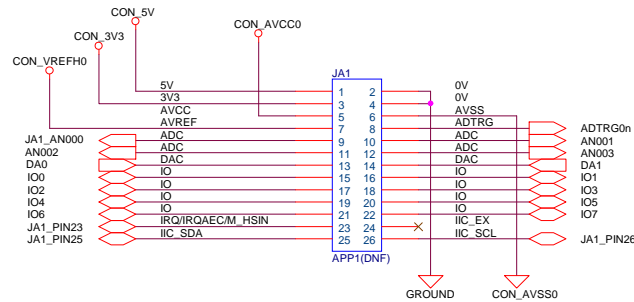 CON_5V
CON_AVCC0
CON_3V3
CON_VREFH0
JA1
5V 1 2 0V
3V3 3 4 0V
AVCC 5 6 AVSS
AVREF 7 8 ADTRG ADTRG0n
JA1_AN000 ADC 9 10 ADC AN001
AN002 ADC 11 12 ADC AN003
DA0 DAC 13 14 DAC DA1
IO0 IO 15 16 IO IO1
IO2 IO 17 18 IO IO3
IO4 IO 19 20 IO IO5
IO6 IO 21 22 IO IO7
JA1_PIN23 IRQ/IRQAEC/M_HSIN 23 24 IIC_EX
JA1_PIN25 IIC_SDA 25 26 IIC_SCL JA1_PIN26
APP1(DNF)
GROUND
CON_AVSS0